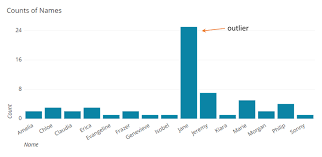 Counts of Names
outlier
24
16
8
0
Count
Amelia
Chloe
Claudia
Erica
Evangeline
Frazer
Genevieve
Nobel
Jane
Jeremy
Kiara
Marie
Morgan
Philip
Sonny
Name